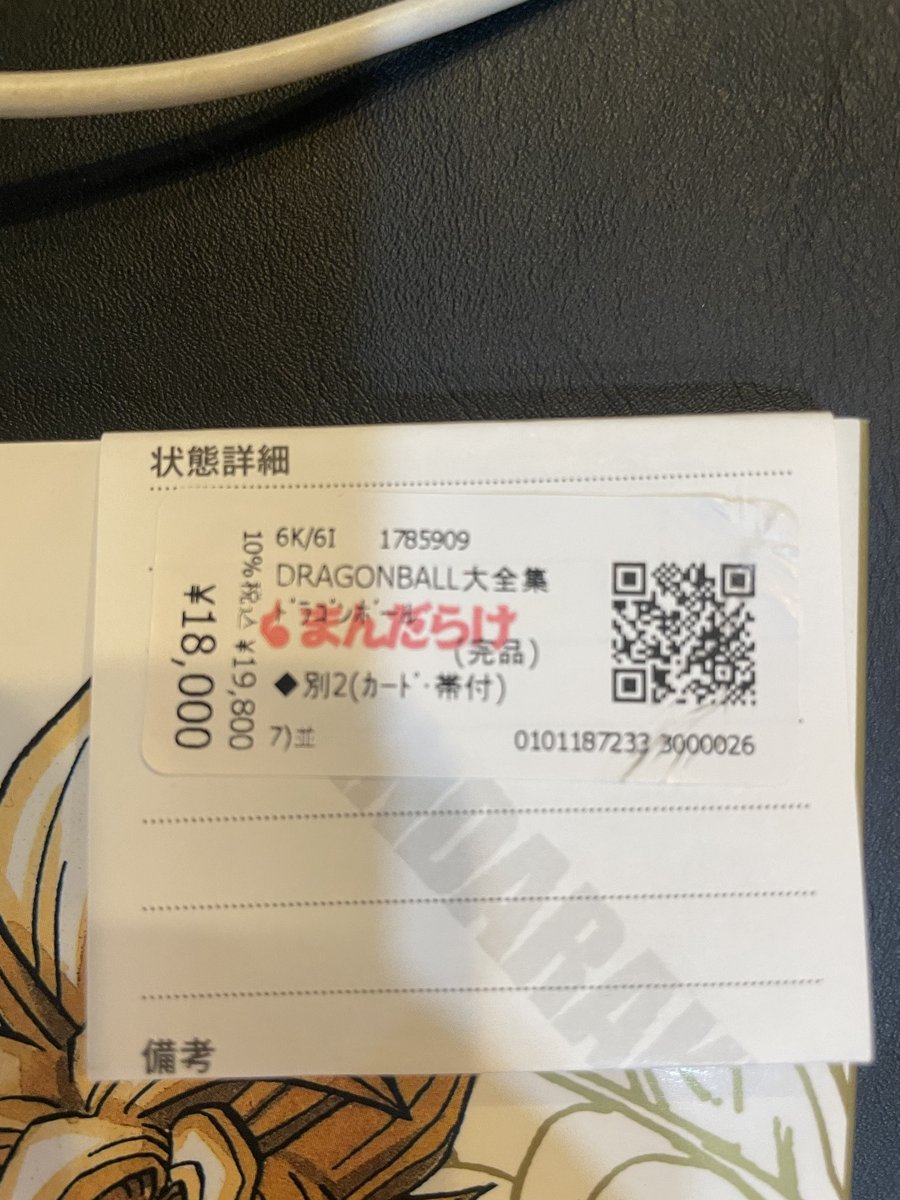 状態詳細
6K/6I 1785909
DRAGONBALL大全集
ドラゴンボール
まんだらけ
(完品)
◆別2(カード・帯付)
7)並
0101187233 3000026
10%税込 ¥19,800
¥18,000
備考